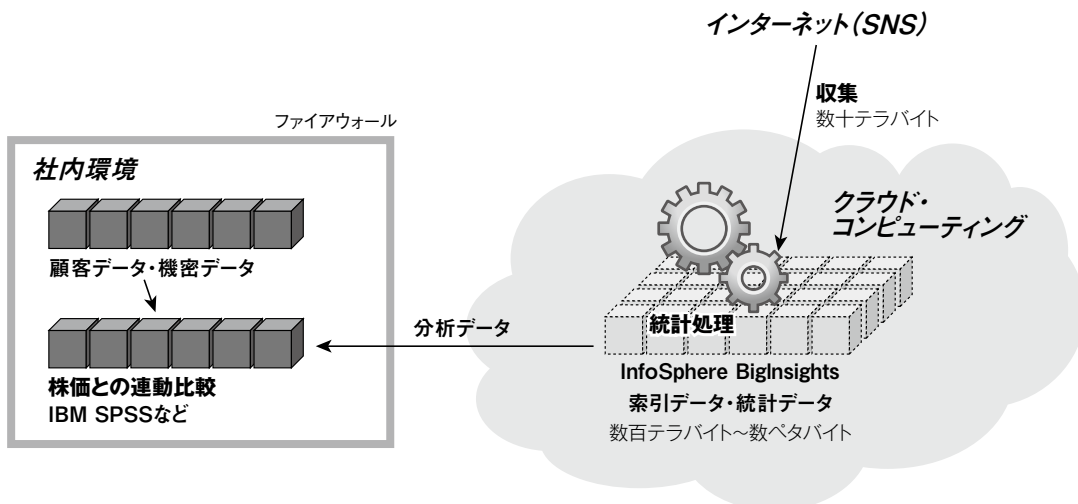 インターネット（SNS）
収集
数十テラバイト
ファイアウォール
社内環境
顧客データ・機密データ
株価との連動比較
IBM SPSSなど
分析データ
クラウド・
コンピューティング
統計処理
InfoSphere BigInsights
索引データ・統計データ
数百テラバイト～数ペタバイト